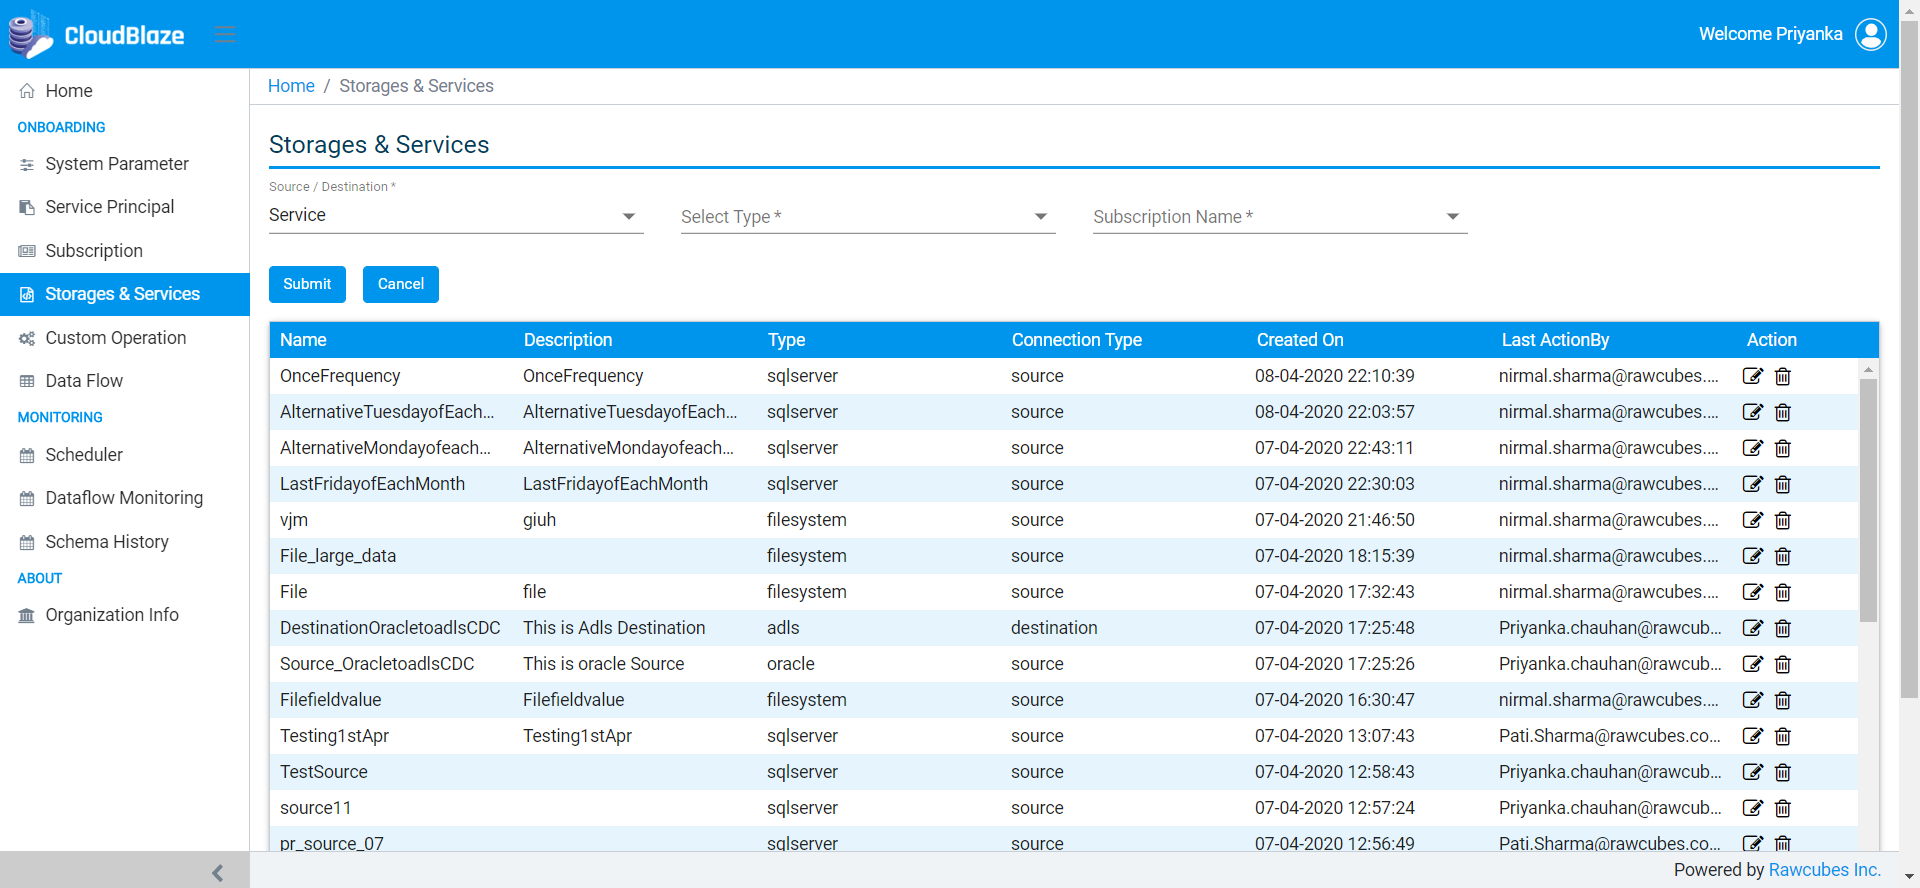 CloudBlaze
Welcome Priyanka
Home
ONBOARDING
System Parameter
Service Principal
Subscription
Storages & Services
Custom Operation
Data Flow
MONITORING
Scheduler
Dataflow Monitoring
Schema History
ABOUT
Organization Info
Home / Storages & Services
Storages & Services
Source / Destination *
Service Select Type * Subscription Name *
Submit Cancel
Name Description Type Connection Type Created On Last ActionBy Action
OnceFrequency OnceFrequency sqlserver source 08-04-2020 22:10:39 nirmal.sharma@rawcubes....
AlternativeTuesdayofEach... AlternativeTuesdayofEach... sqlserver source 08-04-2020 22:03:57 nirmal.sharma@rawcubes....
AlternativeMondayofeach... AlternativeMondayofeach... sqlserver source 07-04-2020 22:43:11 nirmal.sharma@rawcubes....
LastFridayofEachMonth LastFridayofEachMonth sqlserver source 07-04-2020 22:30:03 nirmal.sharma@rawcubes....
vjm giuh filesystem source 07-04-2020 21:46:50 nirmal.sharma@rawcubes....
File_large_data filesystem source 07-04-2020 18:15:39 nirmal.sharma@rawcubes....
File file filesystem source 07-04-2020 17:32:43 nirmal.sharma@rawcubes....
DestinationOracletoadlsCDC This is Adls Destination adls destination 07-04-2020 17:25:48 Priyanka.chauhan@rawcub...
Source_OracletoadlsCDC This is oracle Source oracle source 07-04-2020 17:25:26 Priyanka.chauhan@rawcub...
Filefieldvalue Filefieldvalue filesystem source 07-04-2020 16:30:47 nirmal.sharma@rawcubes....
Testing1stApr Testing1stApr sqlserver source 07-04-2020 13:07:43 Pati.Sharma@rawcubes.co...
TestSource sqlserver source 07-04-2020 12:58:43 Priyanka.chauhan@rawcub...
source11 sqlserver source 07-04-2020 12:57:24 Priyanka.chauhan@rawcub...
pr_source_07 sqlserver source 07-04-2020 12:56:49 Pati.Sharma@rawcubes.co...
Powered by Rawcubes Inc.